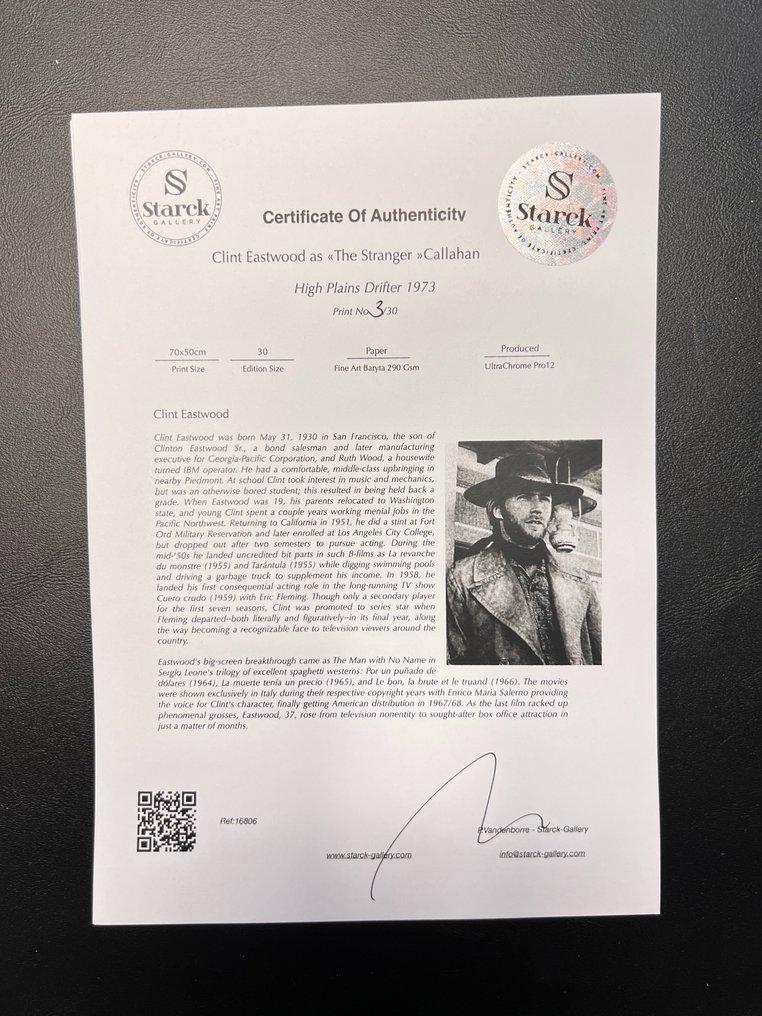 STARCK-GALLERY.COM · FINE ART PRINT · CERTIFICATE OF AUTHENTICITY
S
Starck
GALLERY
STARCK-GALLERY.COM · FINE ART PRINT · CERTIFICATE OF AUTHENTICITY
S
Starck
GALLERY
Certificate Of Authenticity
Clint Eastwood as «The Stranger »Callahan
High Plains Drifter 1973
Print No 3/30
70x50cm
Print Size
30
Edition Size
Paper
Fine Art Baryta 290 Gsm
Produced
UltraChrome Pro12
Clint Eastwood
Clint Eastwood was born May 31, 1930 in San Francisco, the son of
Clinton Eastwood Sr., a bond salesman and later manufacturing
executive for Georgia-Pacific Corporation, and Ruth Wood, a housewife
turned IBM operator. He had a comfortable, middle-class upbringing in
nearby Piedmont. At school Clint took interest in music and mechanics,
but was an otherwise bored student; this resulted in being held back a
grade. When Eastwood was 19, his parents relocated to Washington
state, and young Clint spent a couple years working menial jobs in the
Pacific Northwest. Returning to California in 1951, he did a stint at Fort
Ord Military Reservation and later enrolled at Los Angeles City College,
but dropped out after two semesters to pursue acting. During the
mid-'50s he landed uncredited bit parts in such B-films as La revanche
du monstre (1955) and Tarántula (1955) while digging swimming pools
and driving a garbage truck to supplement his income. In 1958, he
landed his first consequential acting role in the long-running TV show
Cuero crudo (1959) with Eric Fleming. Though only a secondary player
for the first seven seasons, Clint was promoted to series star when
Fleming departed--both literally and figuratively--in its final year, along
the way becoming a recognizable face to television viewers around the
country.
Eastwood's big-screen breakthrough came as The Man with No Name in
Sergio Leone's trilogy of excellent spaghetti westerns: Por un puñado de
dólares (1964), La muerte tenía un precio (1965), and Le bon, la brute et le truand (1966). The movies
were shown exclusively in Italy during their respective copyright years with Enrico Maria Salerno providing
the voice for Clint's character, finally getting American distribution in 1967/68. As the last film racked up
phenomenal grosses, Eastwood, 37, rose from television nonentity to sought-after box office attraction in
just a matter of months.
Ref:16806
P.Vandenborre - Starck-Gallery
www.starck-gallery.com
info@starck-gallery.com